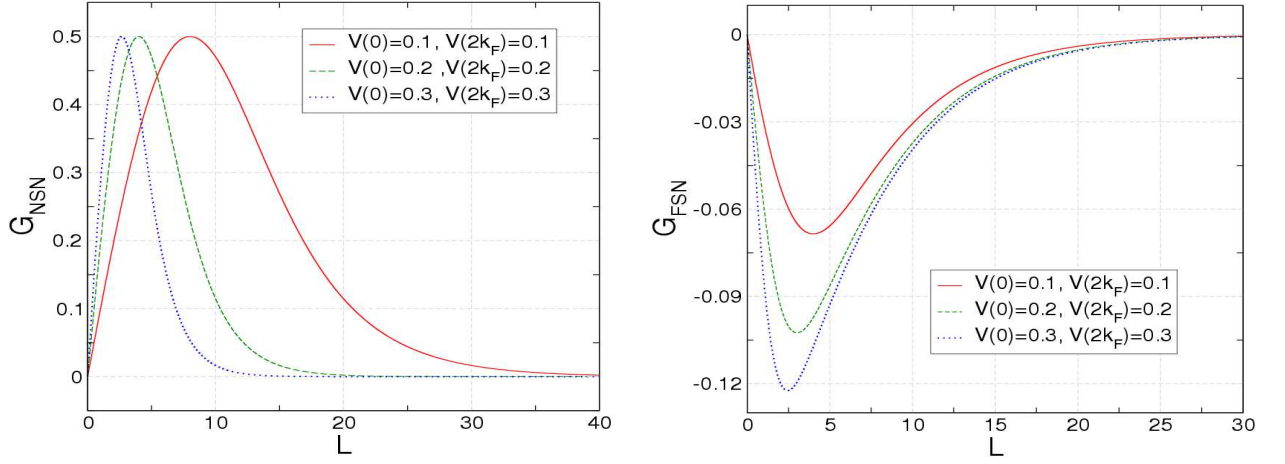 0.5
0.4
0.3
0.2
0.1
0
G_NSN
V(0)=0.1, V(2k_F)=0.1
V(0)=0.2 ,V(2k_F)=0.2
V(0)=0.3, V(2k_F)=0.3
0 10 20 30 40
L
0
-0.03
-0.06
-0.09
-0.12
G_FSN
V(0)=0.1, V(2k_F)=0.1
V(0)=0.2, V(2k_F)=0.2
V(0)=0.3, V(2k_F)=0.3
0 5 10 15 20 25 30
L